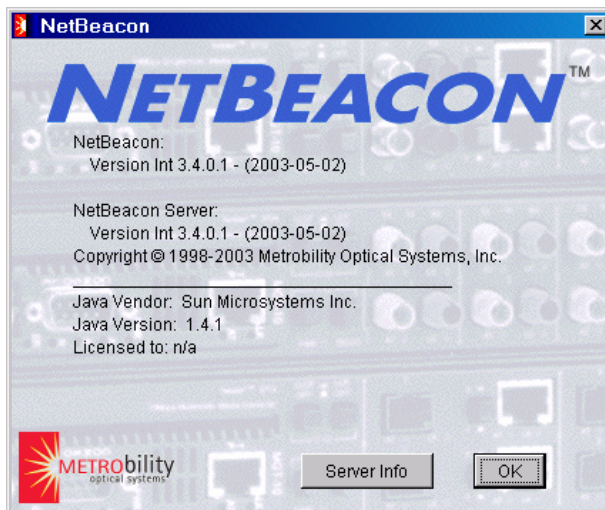 NetBeacon
NETBEACON™
NetBeacon:
Version Int 3.4.0.1 - (2003-05-02)
NetBeacon Server:
Version Int 3.4.0.1 - (2003-05-02)
Copyright © 1998-2003 Metrobility Optical Systems, Inc.
Java Vendor: Sun Microsystems Inc.
Java Version: 1.4.1
Licensed to: n/a
METRObility
optical systems
Server Info
OK